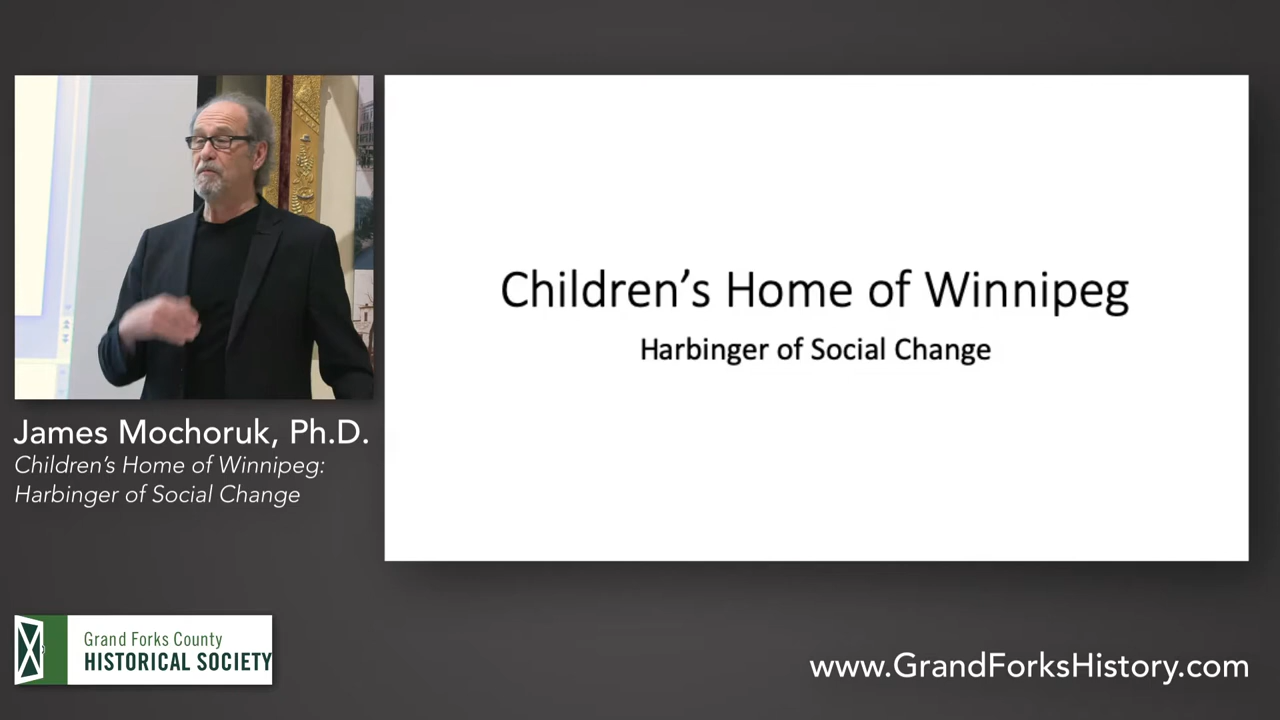 Children's Home of Winnipeg
Harbinger of Social Change
James Mochoruk, Ph.D.
Children's Home of Winnipeg:
Harbinger of Social Change
Grand Forks County
HISTORICAL SOCIETY
www.GrandForksHistory.com